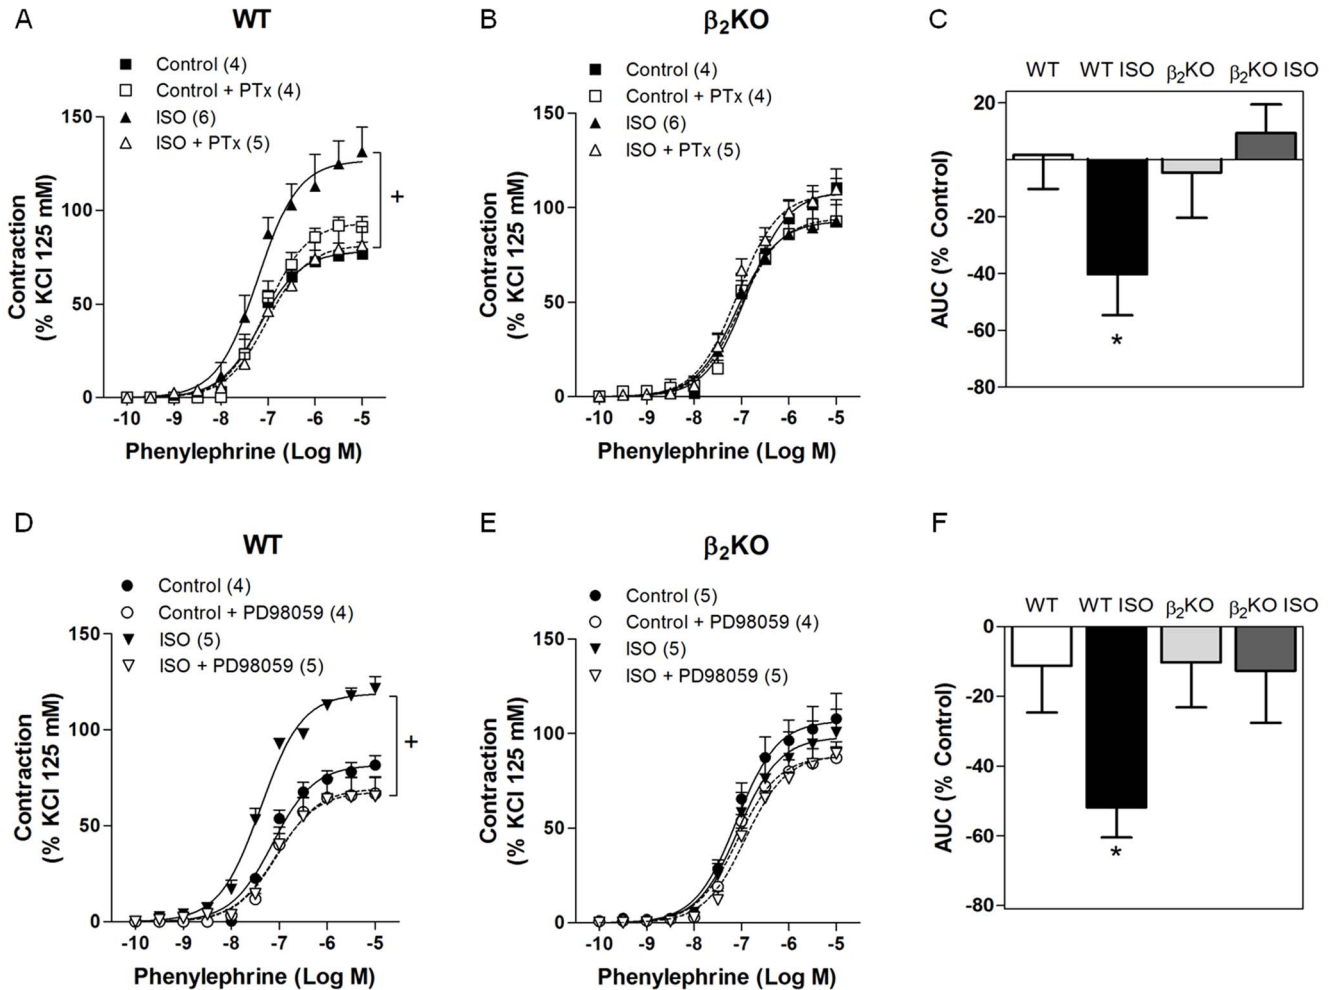 A
WT
Control (4)
Control + PTx (4)
ISO (6)
ISO + PTx (5)
150
100
50
0
Contraction
(% KCl 125 mM)
+
-10 -9 -8 -7 -6 -5
Phenylephrine (Log M)
B
β2KO
Control (4)
Control + PTx (4)
ISO (6)
ISO + PTx (5)
150
100
50
0
Contraction
(% KCl 125 mM)
-10 -9 -8 -7 -6 -5
Phenylephrine (Log M)
C
WT WT ISO β2KO β2KO ISO
20
-20
-40
-60
-80
AUC (% Control)
*
D
WT
Control (4)
Control + PD98059 (4)
ISO (5)
ISO + PD98059 (5)
150
100
50
0
Contraction
(% KCl 125 mM)
+
-10 -9 -8 -7 -6 -5
Phenylephrine (Log M)
E
β2KO
Control (5)
Control + PD98059 (4)
ISO (5)
ISO + PD98059 (5)
150
100
50
0
Contraction
(% KCl 125 mM)
-10 -9 -8 -7 -6 -5
Phenylephrine (Log M)
F
WT WT ISO β2KO β2KO ISO
0
-20
-40
-60
-80
AUC (% Control)
*